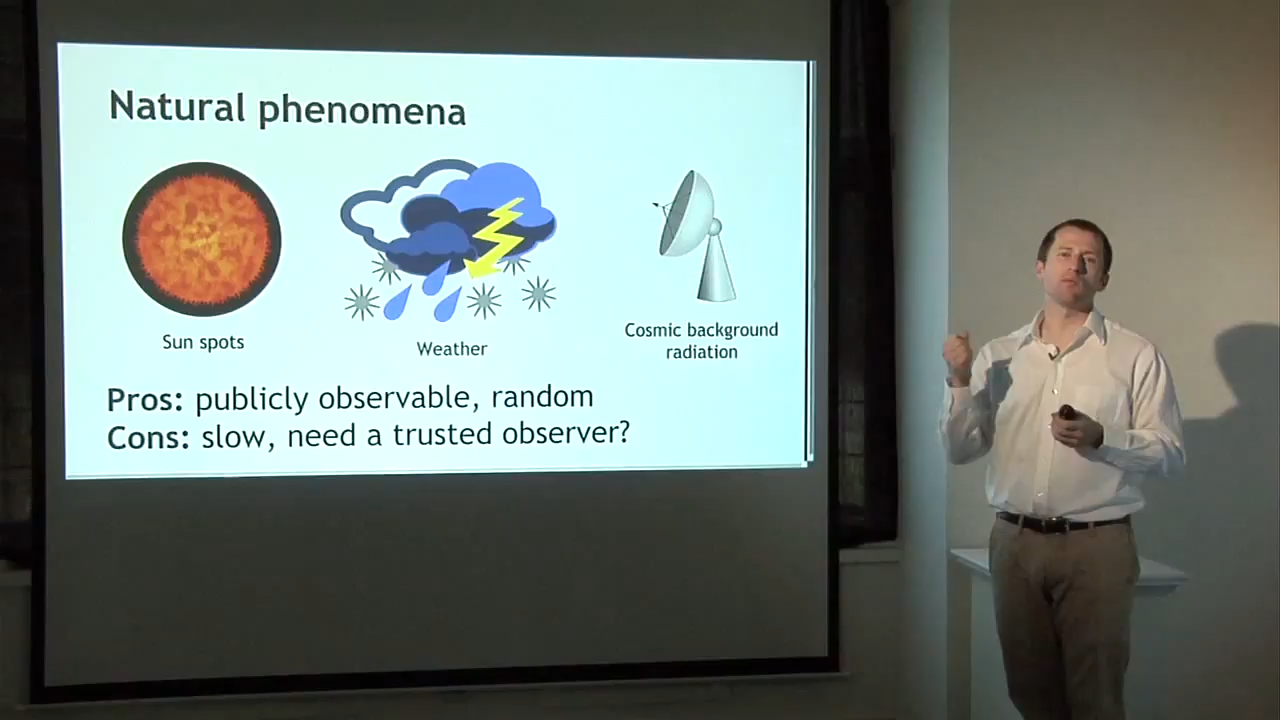 Natural phenomena
Sun spots
Weather
Cosmic background
radiation
Pros: publicly observable, random
Cons: slow, need a trusted observer?